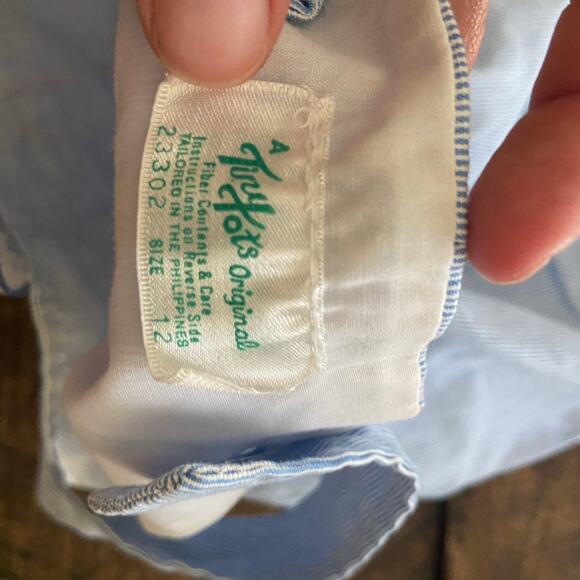 A
Tiny Tots Original
Fiber Contents & Care
Instructions on Reverse Side
TAILORED IN THE PHILIPPINES
23302 SIZE 12